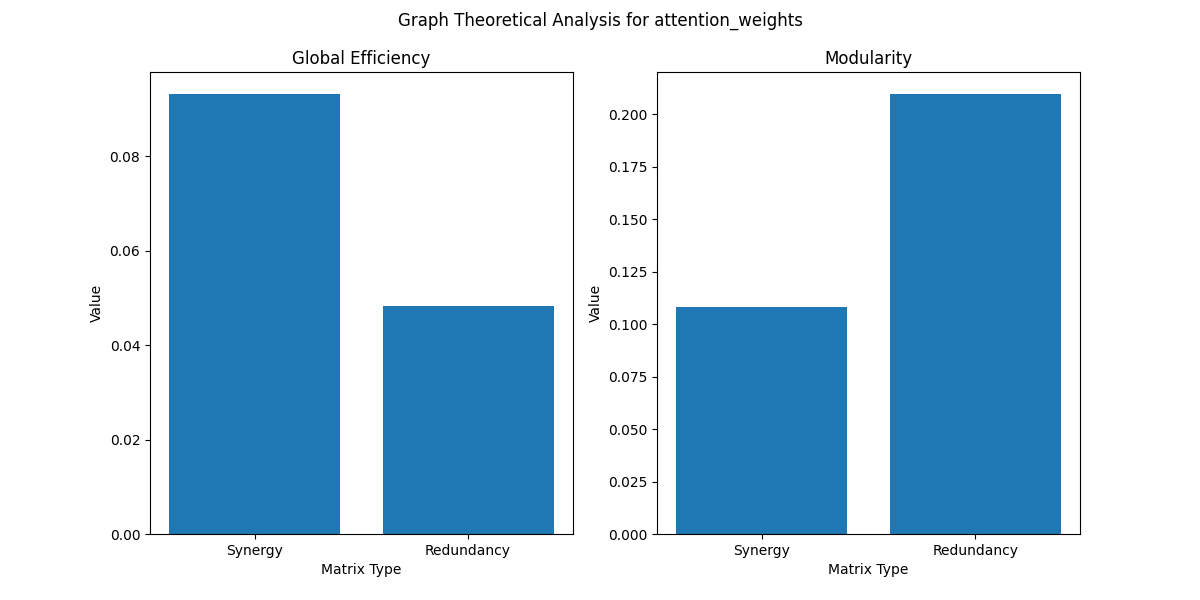 Graph Theoretical Analysis for attention_weights
Global Efficiency
0.08
0.06
0.04
0.02
0.00
Value
Synergy Redundancy
Matrix Type
Modularity
0.200
0.175
0.150
0.125
0.100
0.075
0.050
0.025
0.000
Value
Synergy Redundancy
Matrix Type